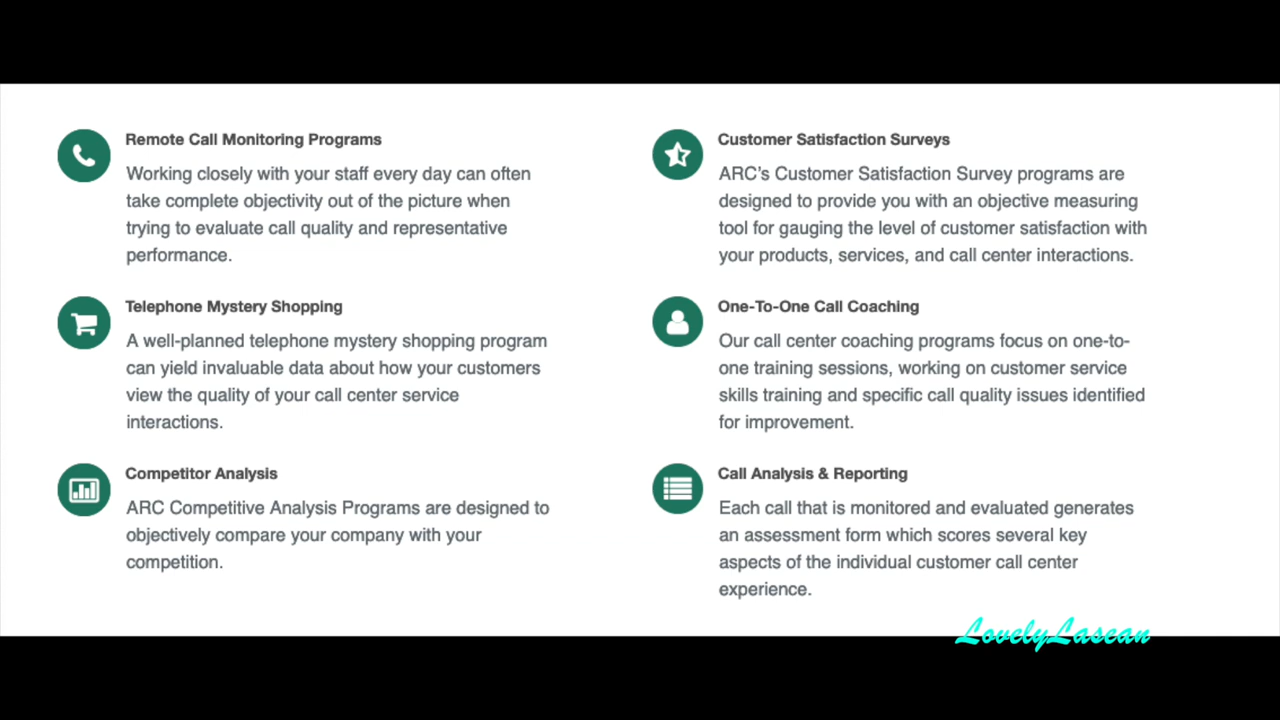 Remote Call Monitoring Programs
Working closely with your staff every day can often
take complete objectivity out of the picture when
trying to evaluate call quality and representative
performance.
Telephone Mystery Shopping
A well-planned telephone mystery shopping program
can yield invaluable data about how your customers
view the quality of your call center service
interactions.
Competitor Analysis
ARC Competitive Analysis Programs are designed to
objectively compare your company with your
competition.
Customer Satisfaction Surveys
ARC’s Customer Satisfaction Survey programs are
designed to provide you with an objective measuring
tool for gauging the level of customer satisfaction with
your products, services, and call center interactions.
One-To-One Call Coaching
Our call center coaching programs focus on one-to-
one training sessions, working on customer service
skills training and specific call quality issues identified
for improvement.
Call Analysis & Reporting
Each call that is monitored and evaluated generates
an assessment form which scores several key
aspects of the individual customer call center
experience.
LovelyLasean